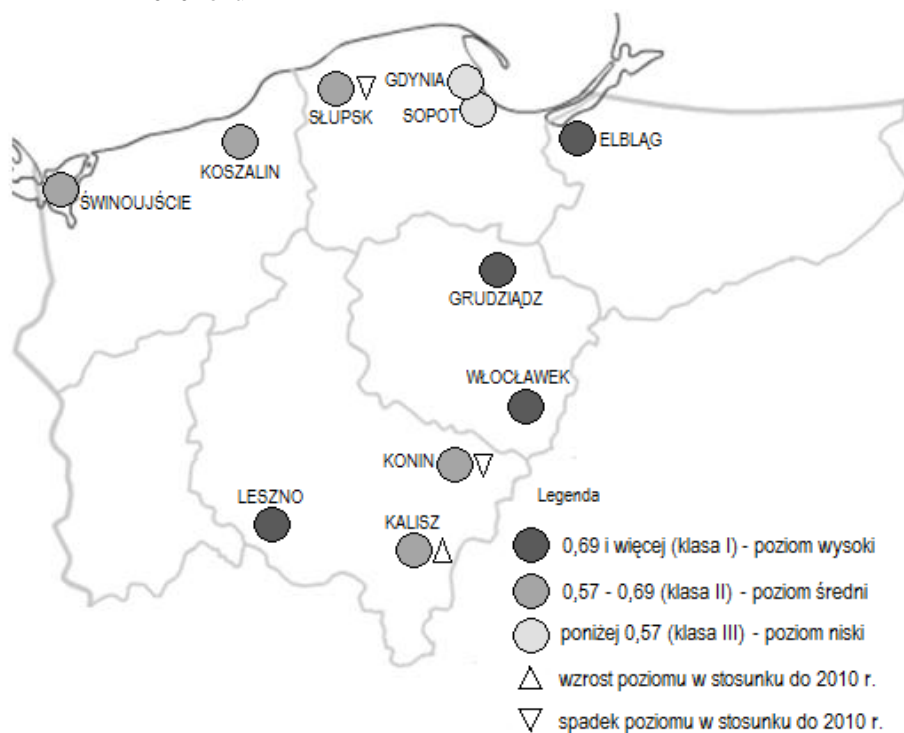 GDYNIA
SŁUPSK
SOPOT
ELBLĄG
KOSZALIN
ŚWINOUJŚCIE
GRUDZIĄDZ
WŁOCŁAWEK
KONIN
LESZNO
KALISZ
Legenda
0,69 i więcej (klasa I) - poziom wysoki
0,57 - 0,69 (klasa II) - poziom średni
poniżej 0,57 (klasa III) - poziom niski
wzrost poziomu w stosunku do 2010 r.
spadek poziomu w stosunku do 2010 r.